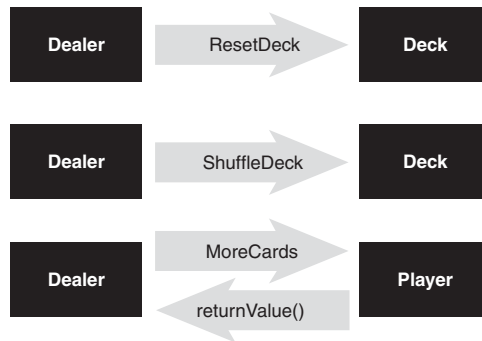 Dealer ResetDeck Deck
Dealer ShuffleDeck Deck
MoreCards
Dealer Player
returnValue()